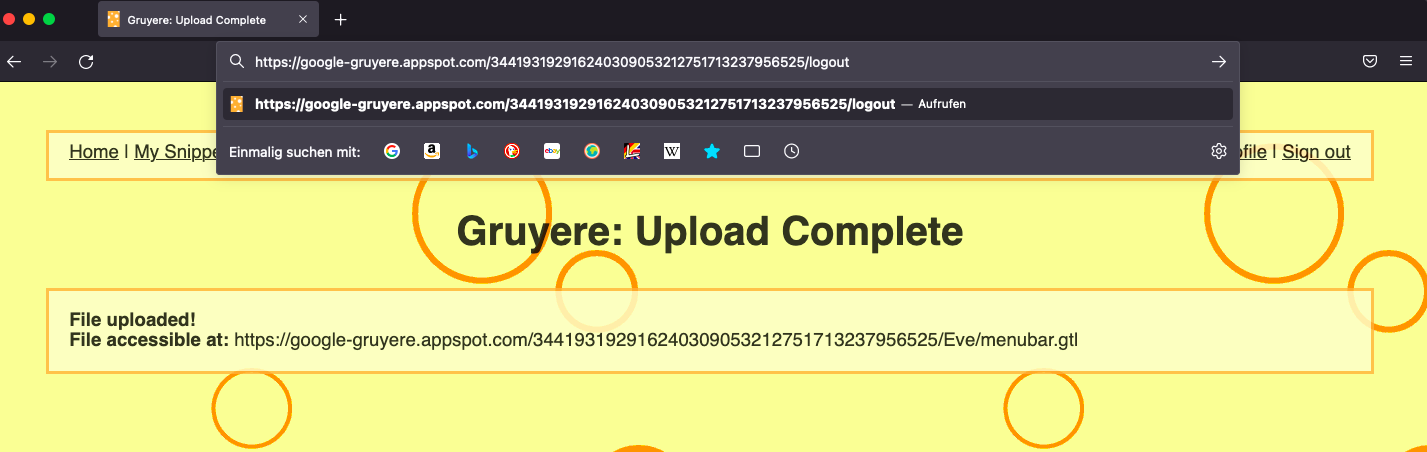 Gruyere: Upload Complete
https://google-gruyere.appspot.com/344193192916240309053212751713237956525/logout
https://google-gruyere.appspot.com/344193192916240309053212751713237956525/logout — Aufrufen
Einmalig suchen mit:
Home | My Snippe
ofile | Sign out
Gruyere: Upload Complete
File uploaded!
File accessible at: https://google-gruyere.appspot.com/344193192916240309053212751713237956525/Eve/menubar.gtl